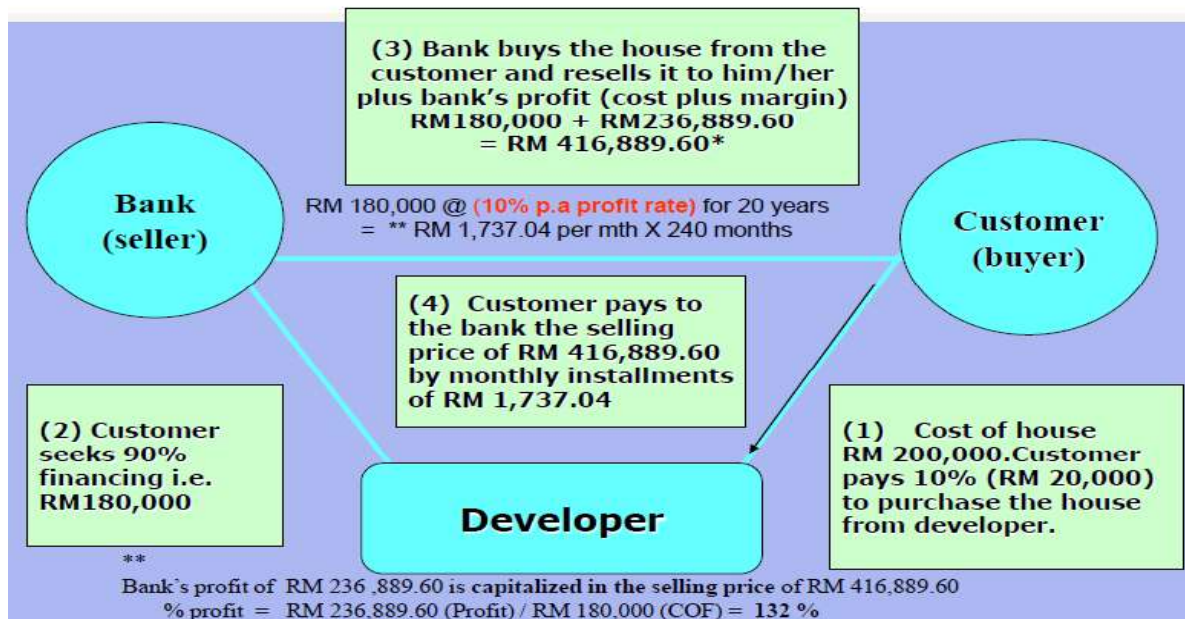 (3) Bank buys the house from the
customer and resells it to him/her
plus bank's profit (cost plus margin)
RM180,000 + RM236,889.60
= RM 416,889.60*
Bank
(seller)
RM 180,000 @ (10% p.a profit rate) for 20 years
= ** RM 1,737.04 per mth X 240 months
Customer
(buyer)
(4) Customer pays to
the bank the selling
price of RM 416,889.60
by monthly installments
of RM 1,737.04
(2) Customer
seeks 90%
financing i.e.
RM180,000
(1) Cost of house
RM 200,000.Customer
pays 10% (RM 20,000)
to purchase the house
from developer.
Developer
**
Bank's profit of RM 236 ,889.60 is capitalized in the selling price of RM 416,889.60
% profit = RM 236,889.60 (Profit) / RM 180,000 (COF) = 132 %